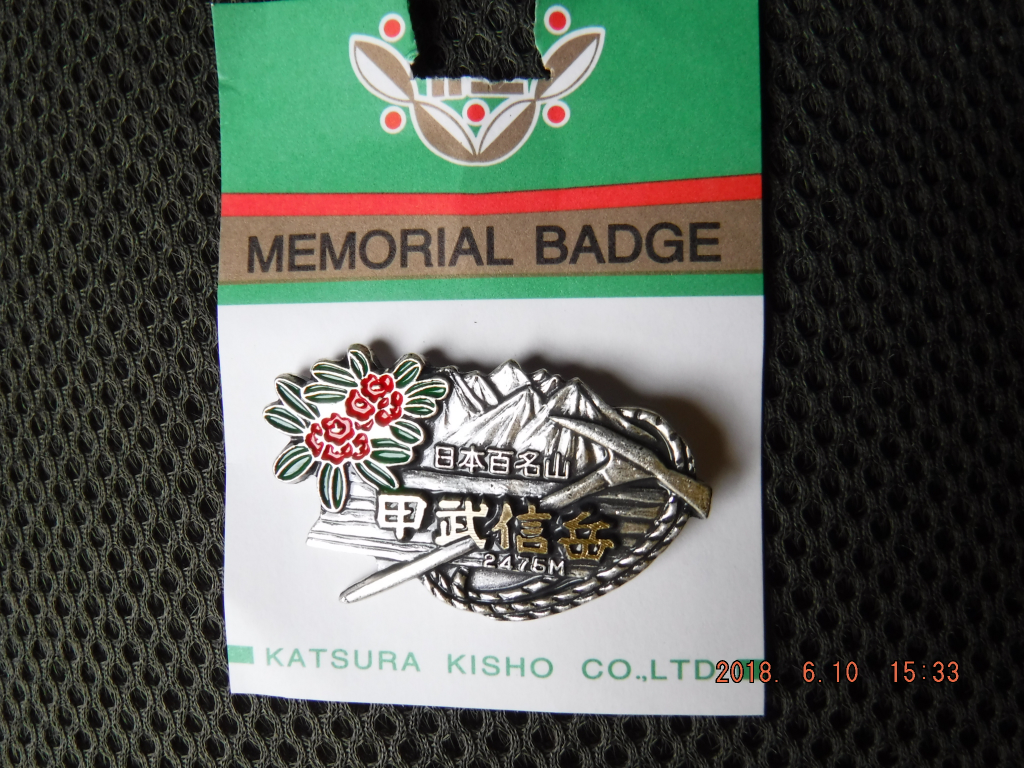 MEMORIAL BADGE
日本百名山
甲武信岳
2475M
KATSURA KISHO CO.,LTD
2018. 6.10 15:33